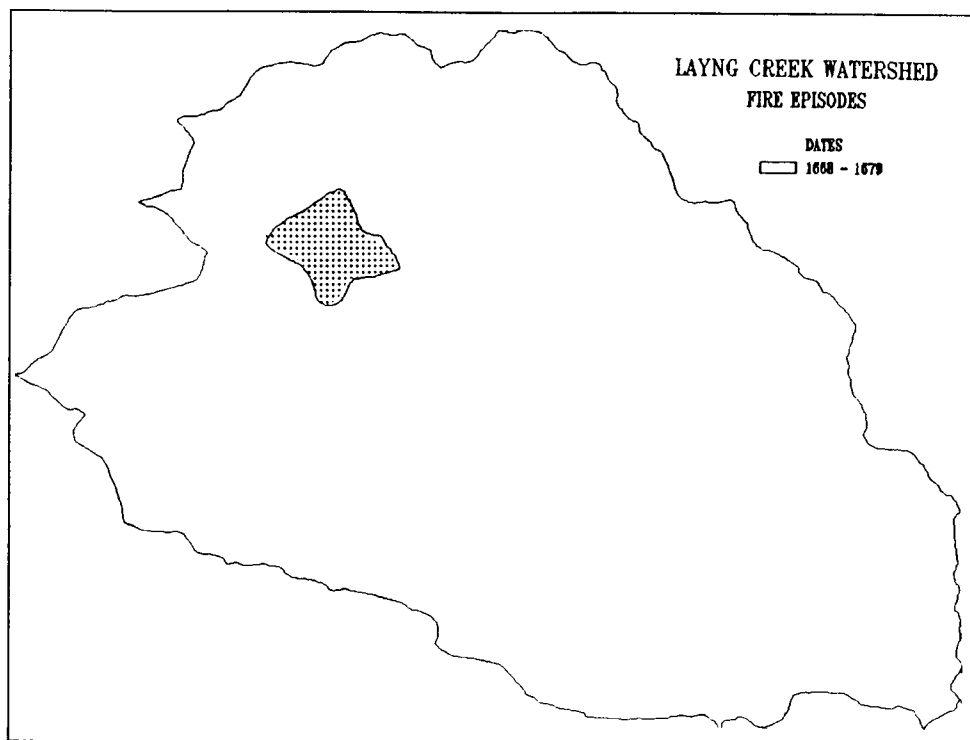 LAYNG CREEK WATERSHED
FIRE EPISODES
DATES
1668 - 1679